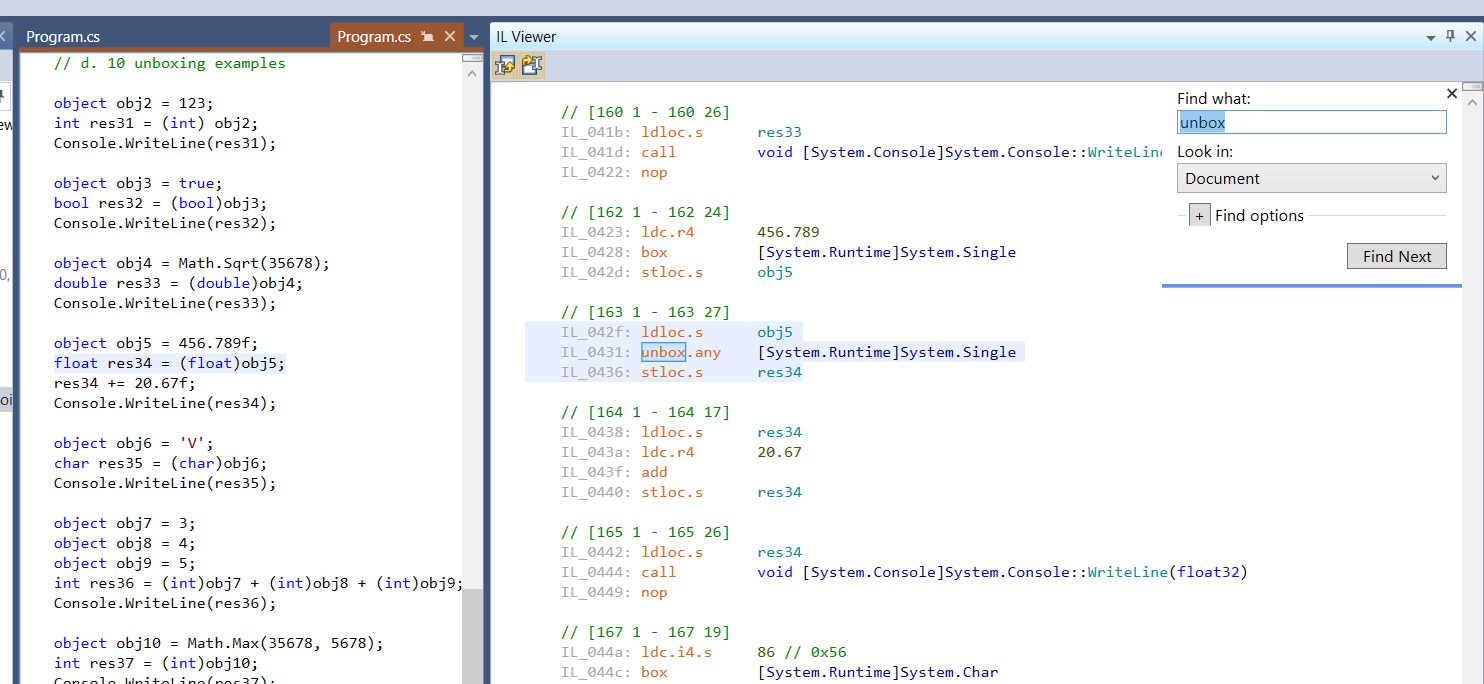 Program.cs
Program.cs
// d. 10 unboxing examples
object obj2 = 123;
int res31 = (int) obj2;
Console.WriteLine(res31);
object obj3 = true;
bool res32 = (bool)obj3;
Console.WriteLine(res32);
object obj4 = Math.Sqrt(35678);
double res33 = (double)obj4;
Console.WriteLine(res33);
object obj5 = 456.789f;
float res34 = (float)obj5;
res34 += 20.67f;
Console.WriteLine(res34);
object obj6 = 'V';
char res35 = (char)obj6;
Console.WriteLine(res35);
object obj7 = 3;
object obj8 = 4;
object obj9 = 5;
int res36 = (int)obj7 + (int)obj8 + (int)obj9;
Console.WriteLine(res36);
object obj10 = Math.Max(35678, 5678);
int res37 = (int)obj10;
Console.WriteLine(res37);
IL Viewer
// [160 1 - 160 26]
IL_041b: ldloc.s res33
IL_041d: call void [System.Console]System.Console::WriteLine
IL_0422: nop
// [162 1 - 162 24]
IL_0423: ldc.r4 456.789
IL_0428: box [System.Runtime]System.Single
IL_042d: stloc.s obj5
// [163 1 - 163 27]
IL_042f: ldloc.s obj5
IL_0431: unbox.any [System.Runtime]System.Single
IL_0436: stloc.s res34
// [164 1 - 164 17]
IL_0438: ldloc.s res34
IL_043a: ldc.r4 20.67
IL_043f: add
IL_0440: stloc.s res34
// [165 1 - 165 26]
IL_0442: ldloc.s res34
IL_0444: call void [System.Console]System.Console::WriteLine(float32)
IL_0449: nop
// [167 1 - 167 19]
IL_044a: ldc.i4.s 86 // 0x56
IL_044c: box [System.Runtime]System.Char
Find what:
unbox
Look in:
Document
+ Find options
Find Next